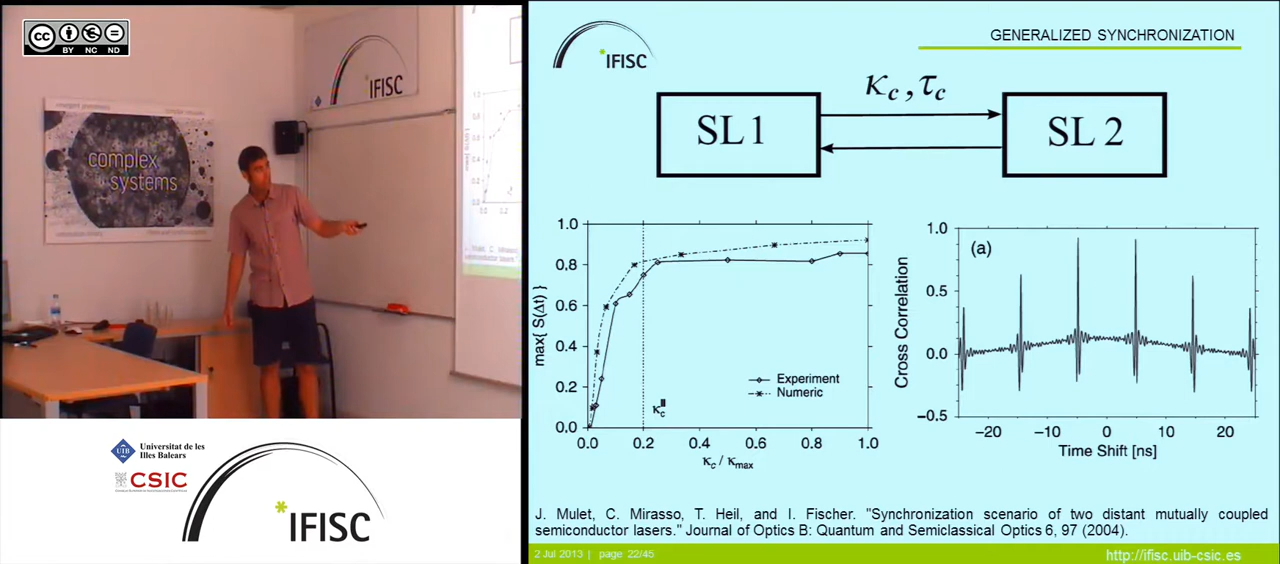 cc
BY NC ND
complex
systems
IFISC
Universitat de les
Illes Balears
UIB
CSIC
IFISC
IFISC
GENERALIZED SYNCHRONIZATION
κc , τc
SL 1
SL 2
max{ S(Δt) }
1.0
0.8
0.6
0.4
0.2
0.0
Experiment
Numeric
κc^II
0.0 0.2 0.4 0.6 0.8 1.0
κc / κmax
(a)
Cross Correlation
1.0
0.5
0.0
−0.5
−20 −10 0 10 20
Time Shift [ns]
J. Mulet, C. Mirasso, T. Heil, and I. Fischer. "Synchronization scenario of two distant mutually coupled
semiconductor lasers." Journal of Optics B: Quantum and Semiclassical Optics 6, 97 (2004).
2 Jul 2013 | page 22/45
http://ifisc.uib-csic.es